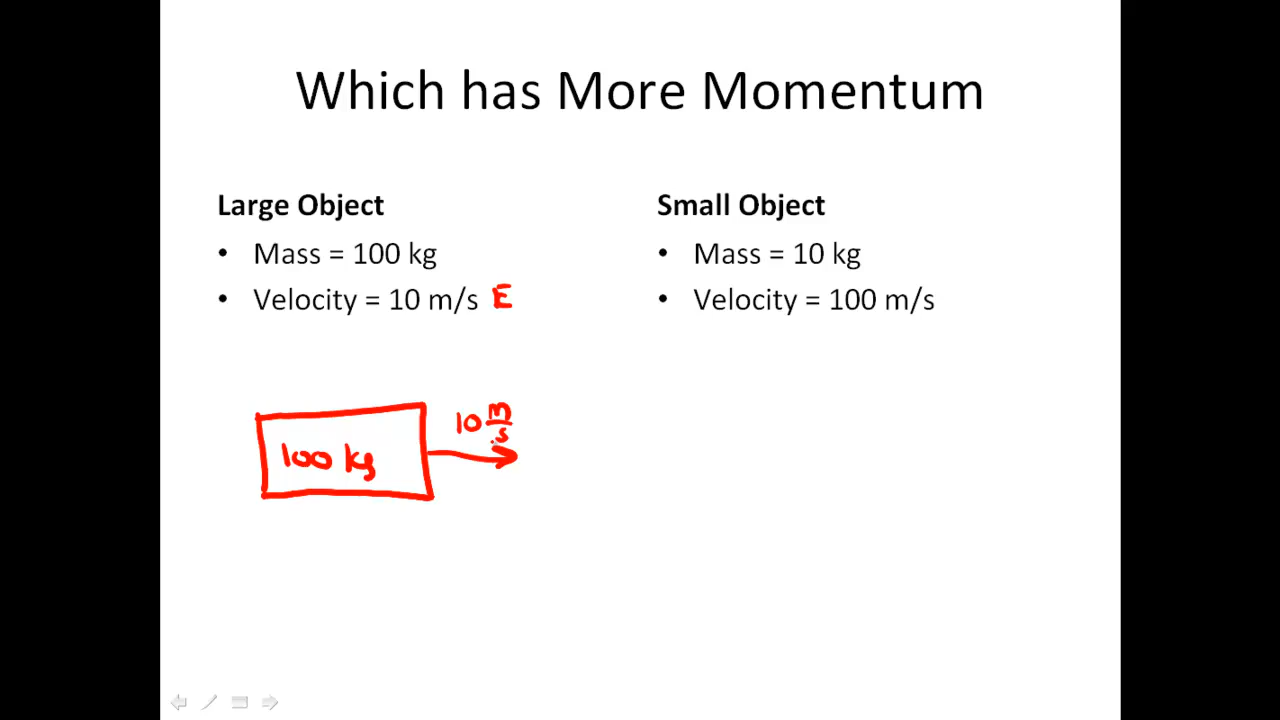 Which has More Momentum
Large Object
• Mass = 100 kg
• Velocity = 10 m/s E
Small Object
• Mass = 10 kg
• Velocity = 100 m/s
10 m/s
100 kg